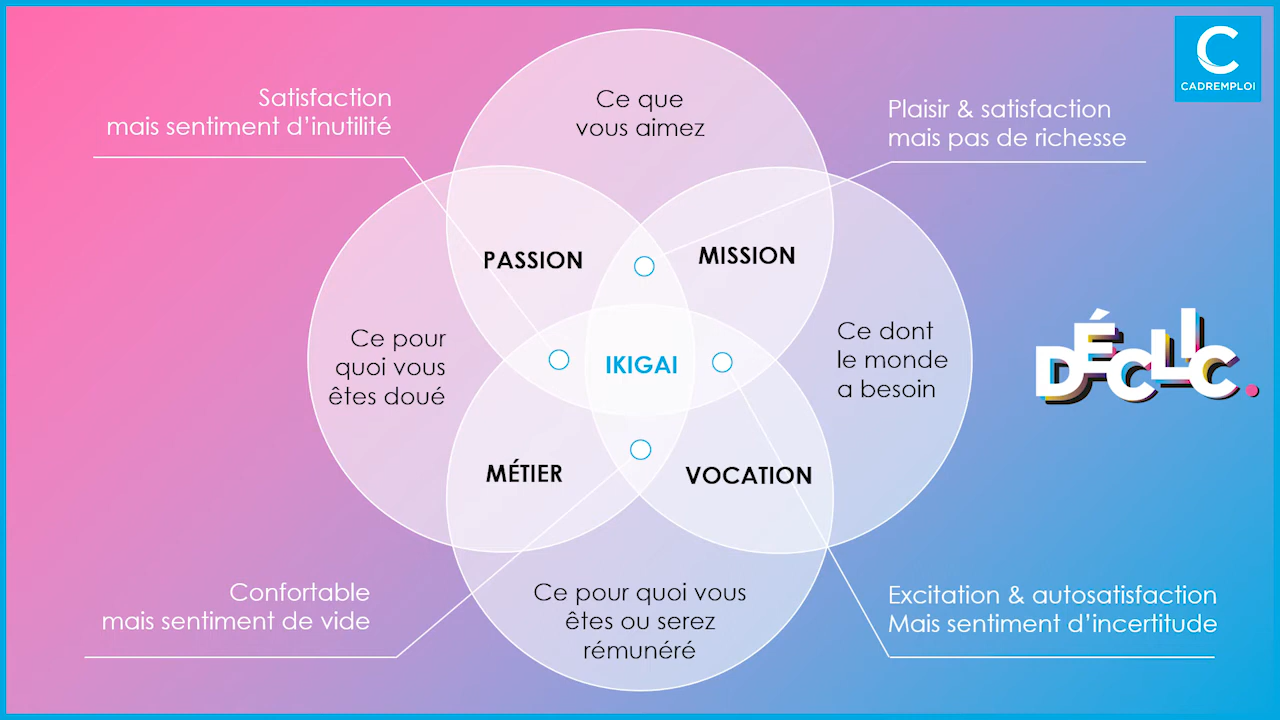 C
CADREMPLOI
Satisfaction
mais sentiment d’inutilité
Ce que
vous aimez
Plaisir & satisfaction
mais pas de richesse
PASSION
MISSION
Ce pour
quoi vous
êtes doué
IKIGAI
Ce dont
le monde
a besoin
DÉCLIC.
MÉTIER
VOCATION
Confortable
mais sentiment de vide
Ce pour quoi vous
êtes ou serez
rémunéré
Excitation & autosatisfaction
Mais sentiment d’incertitude